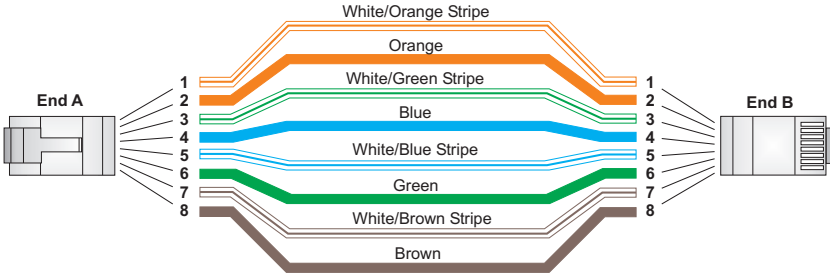 White/Orange Stripe
Orange
White/Green Stripe
Blue
White/Blue Stripe
Green
White/Brown Stripe
Brown
End A
1
2
3
4
5
6
7
8
End B
1
2
3
4
5
6
7
8